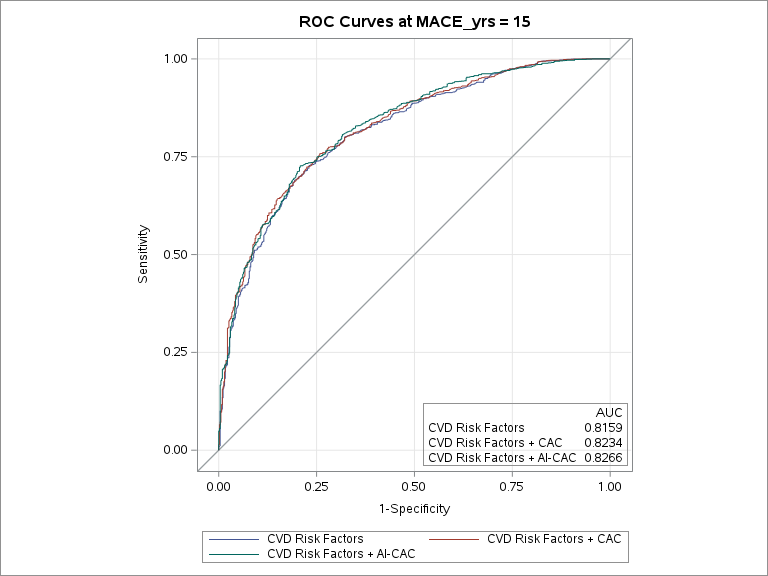 ROC Curves at MACE_yrs = 15
1.00
0.75
0.50
0.25
0.00
Sensitivity
AUC
CVD Risk Factors 0.8159
CVD Risk Factors + CAC 0.8234
CVD Risk Factors + AI-CAC 0.8266
0.00 0.25 0.50 0.75 1.00
1-Specificity
CVD Risk Factors CVD Risk Factors + CAC
CVD Risk Factors + AI-CAC